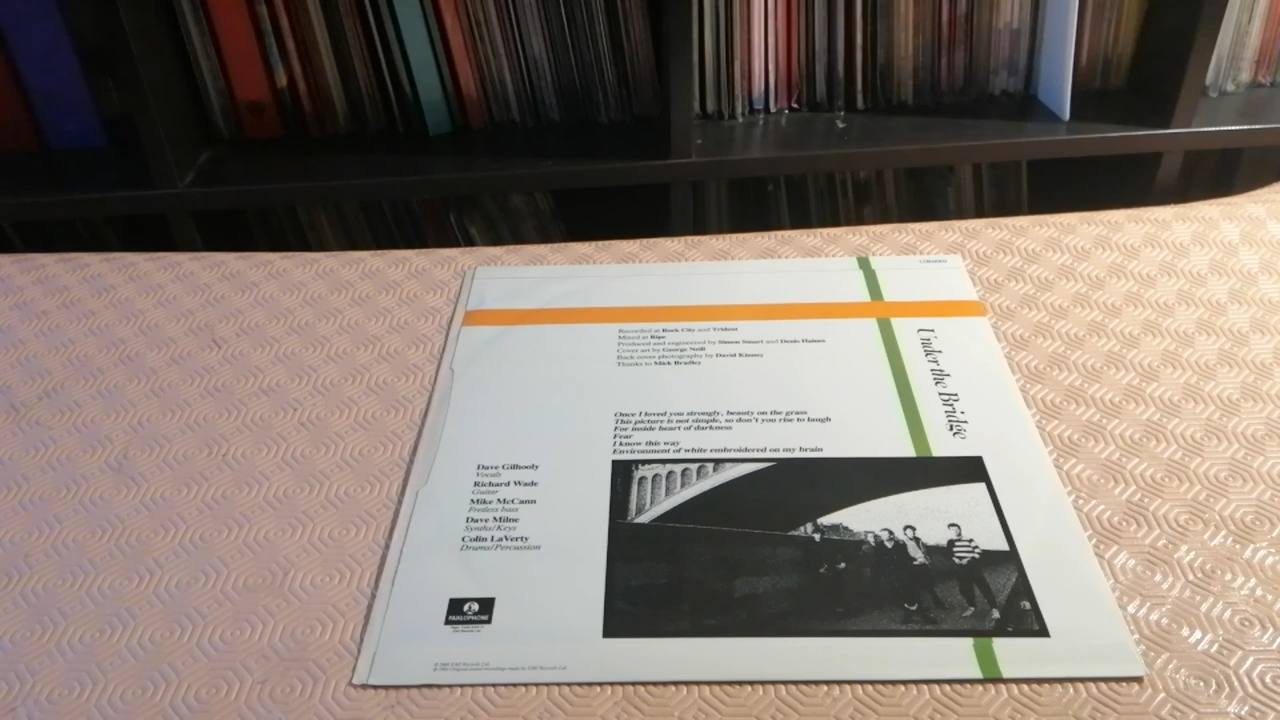 Recorded at Rock City and Trident
Mixed at Ripe
Produced and engineered by Simon Stuart and Denis Haines
Cover art by George Neill
Back cover photography by David Kinney
Thanks to Mick Bradley
Under the Bridge
Once I loved you strongly, beauty on the grass
This picture is not simple, so don't you rise to laugh
For inside heart of darkness
Fear
I know this way
Environment of white embroidered on my brain
Dave Gilhooly
Vocals
Richard Wade
Guitar
Mike McCann
Fretless bass
Dave Milne
Synths/Keys
Colin LaVerty
Drums/Percussion
PARLOPHONE